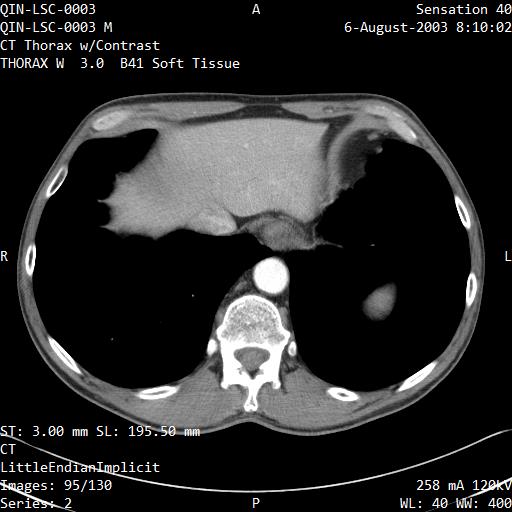 QIN-LSC-0003 A Sensation 40
QIN-LSC-0003 M 6-August-2003 8:10:02
CT Thorax w/Contrast
THORAX W 3.0 B41 Soft Tissue
R L
ST: 3.00 mm SL: 195.50 mm
CT
LittleEndianImplicit
Images: 95/130 258 mA 120kV
Series: 2 P WL: 40 WW: 400